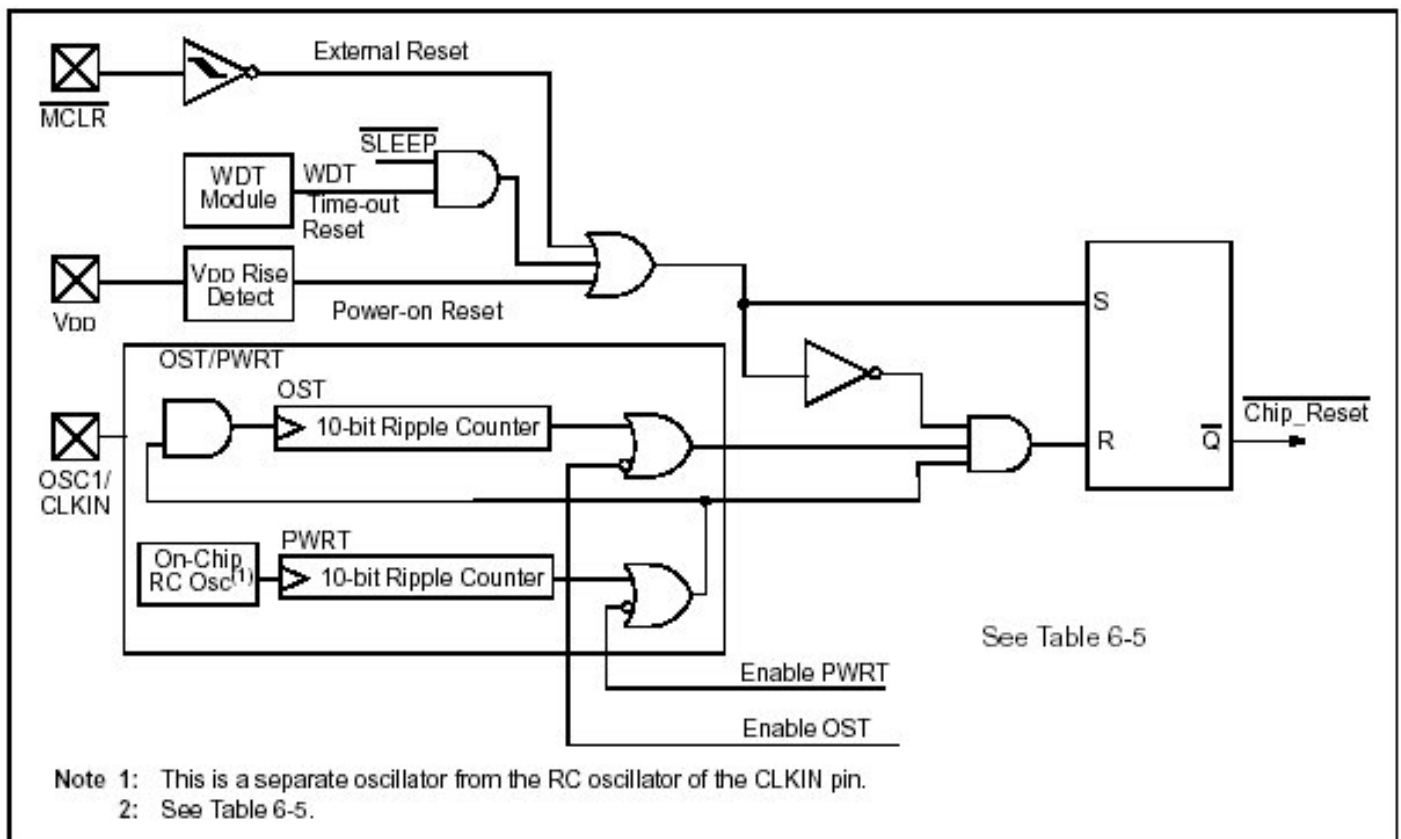 External Reset
MCLR
SLEEP
WDT
Module
WDT
Time-out
Reset
VDD Rise
Detect
Power-on Reset
VDD
OST/PWRT
OST
10-bit Ripple Counter
OSC1/
CLKIN
PWRT
On-Chip
RC Osc(1)
10-bit Ripple Counter
S
R
Q
Chip_Reset
See Table 6-5
Enable PWRT
Enable OST
Note 1: This is a separate oscillator from the RC oscillator of the CLKIN pin.
2: See Table 6-5.